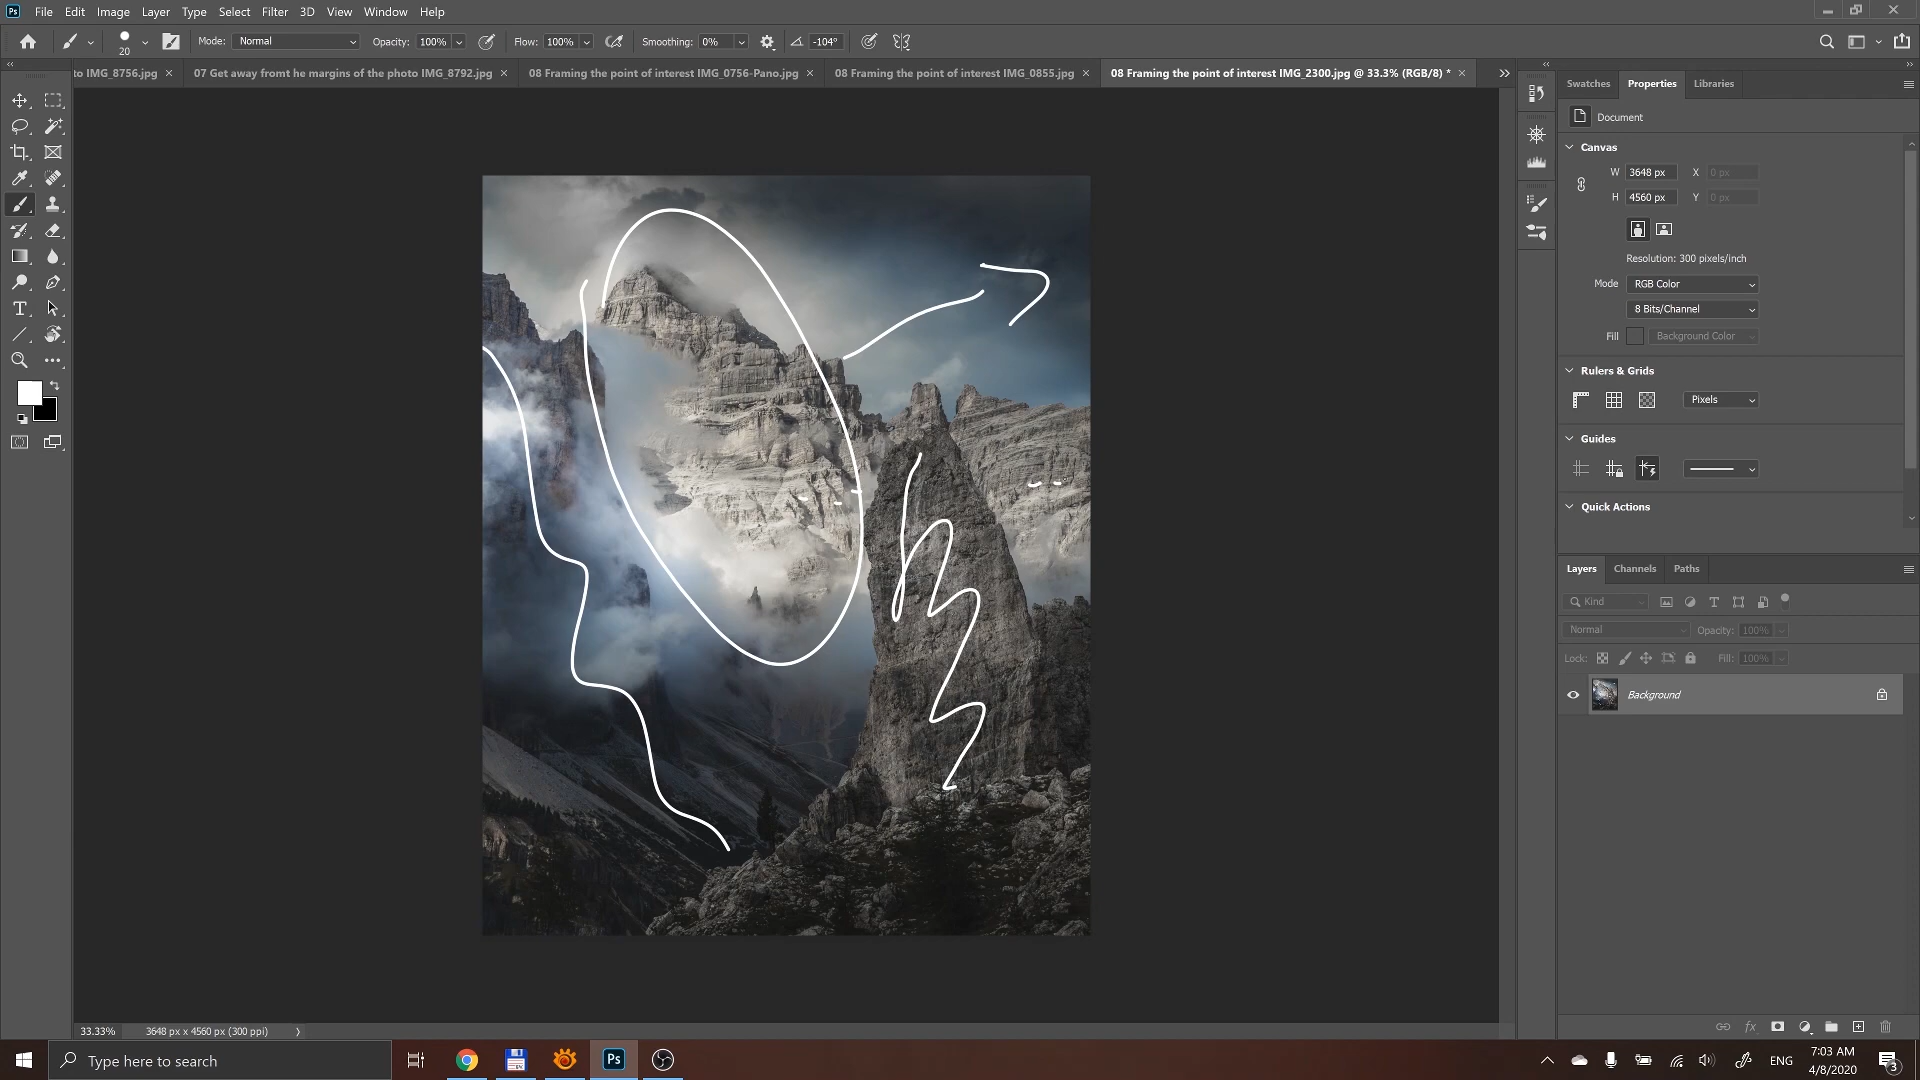 Ps File Edit Image Layer Type Select Filter 3D View Window Help
20 Mode: Normal Opacity: 100% Flow: 100% Smoothing: 0% -104°
to IMG_8756.jpg × 07 Get away fromt he margins of the photo IMG_8792.jpg × 08 Framing the point of interest IMG_0756-Pano.jpg × 08 Framing the point of interest IMG_0855.jpg × 08 Framing the point of interest IMG_2300.jpg @ 33.3% (RGB/8) * ×
Swatches Properties Libraries
Document
Canvas
W 3648 px X 0 px
H 4560 px Y 0 px
Resolution: 300 pixels/inch
Mode RGB Color
8 Bits/Channel
Fill Background Color
Rulers & Grids
Pixels
Guides
Quick Actions
Layers Channels Paths
Kind
Normal Opacity: 100%
Lock: Fill: 100%
Background
fx
33.33% 3648 px x 4560 px (300 ppi)
Type here to search
Ps
ENG
7:03 AM
4/8/2020
3